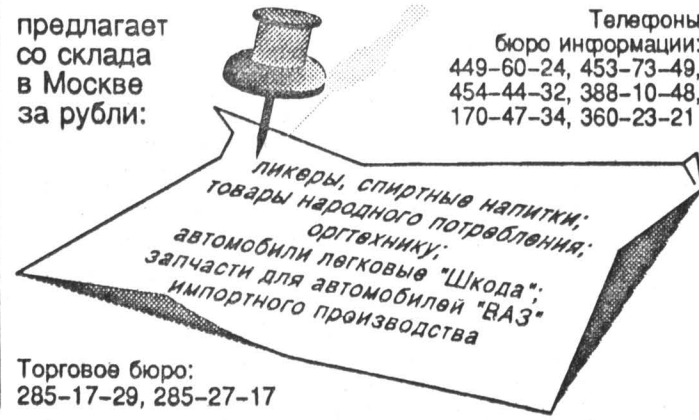 предлагает
со склада
в Москве
за рубли:
Телефоны
бюро информации:
449–60–24, 453–73–49,
454–44–32, 388–10–48,
170–47–34, 360–23–21
ликеры, спиртные напитки;
товары народного потребления;
оргтехнику;
автомобили легковые "Шкода";
запчасти для автомобилей "ВАЗ"
импортного производства
Торговое бюро:
285–17–29, 285–27–17